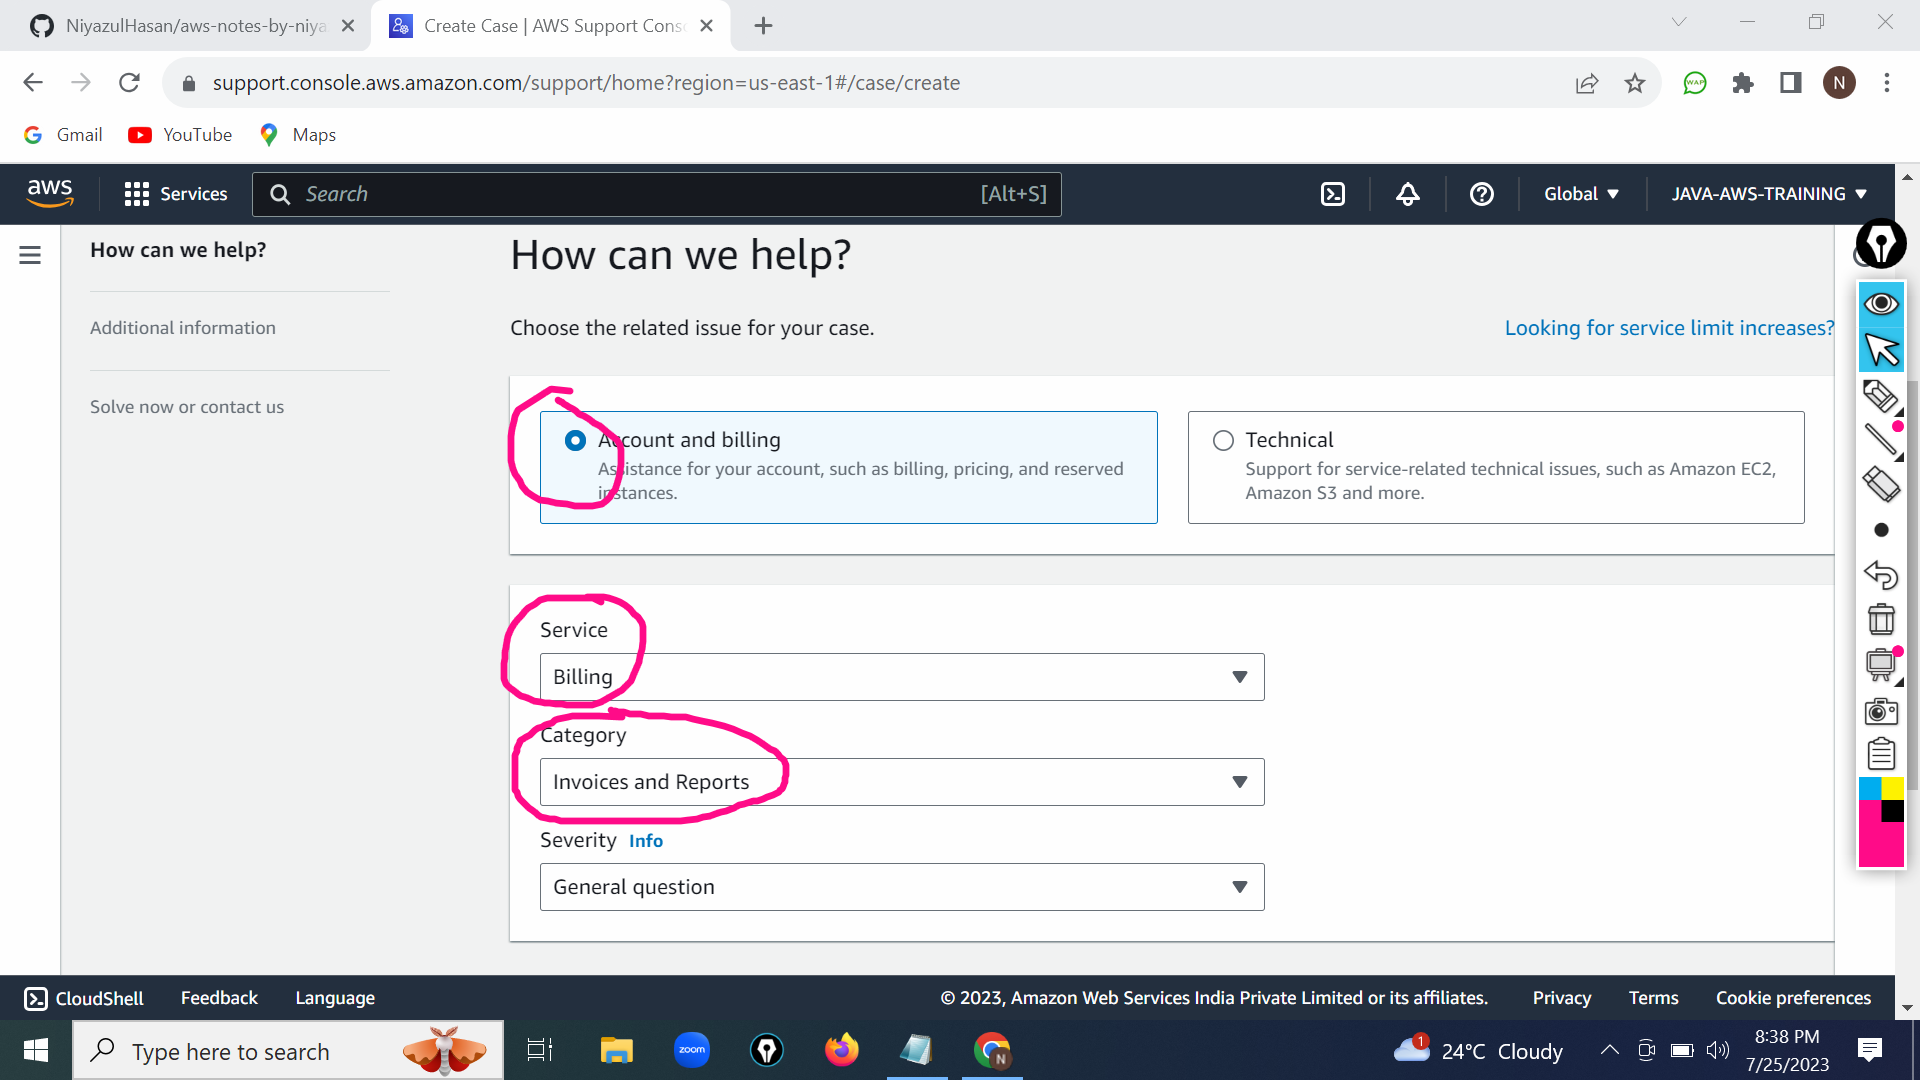 NiyazulHasan/aws-notes-by-niya
Create Case | AWS Support Cons
support.console.aws.amazon.com/support/home?region=us-east-1#/case/create
WAP
N
Gmail
YouTube
Maps
aws
Services
Search
[Alt+S]
Global
JAVA-AWS-TRAINING
How can we help?
Additional information
Solve now or contact us
How can we help?
Choose the related issue for your case.
Looking for service limit increases?
Account and billing
Assistance for your account, such as billing, pricing, and reserved
instances.
Technical
Support for service-related technical issues, such as Amazon EC2,
Amazon S3 and more.
Service
Billing
Category
Invoices and Reports
Severity Info
General question
CloudShell
Feedback
Language
© 2023, Amazon Web Services India Private Limited or its affiliates.
Privacy
Terms
Cookie preferences
Type here to search
zoom
N
1
24°C Cloudy
8:38 PM
7/25/2023